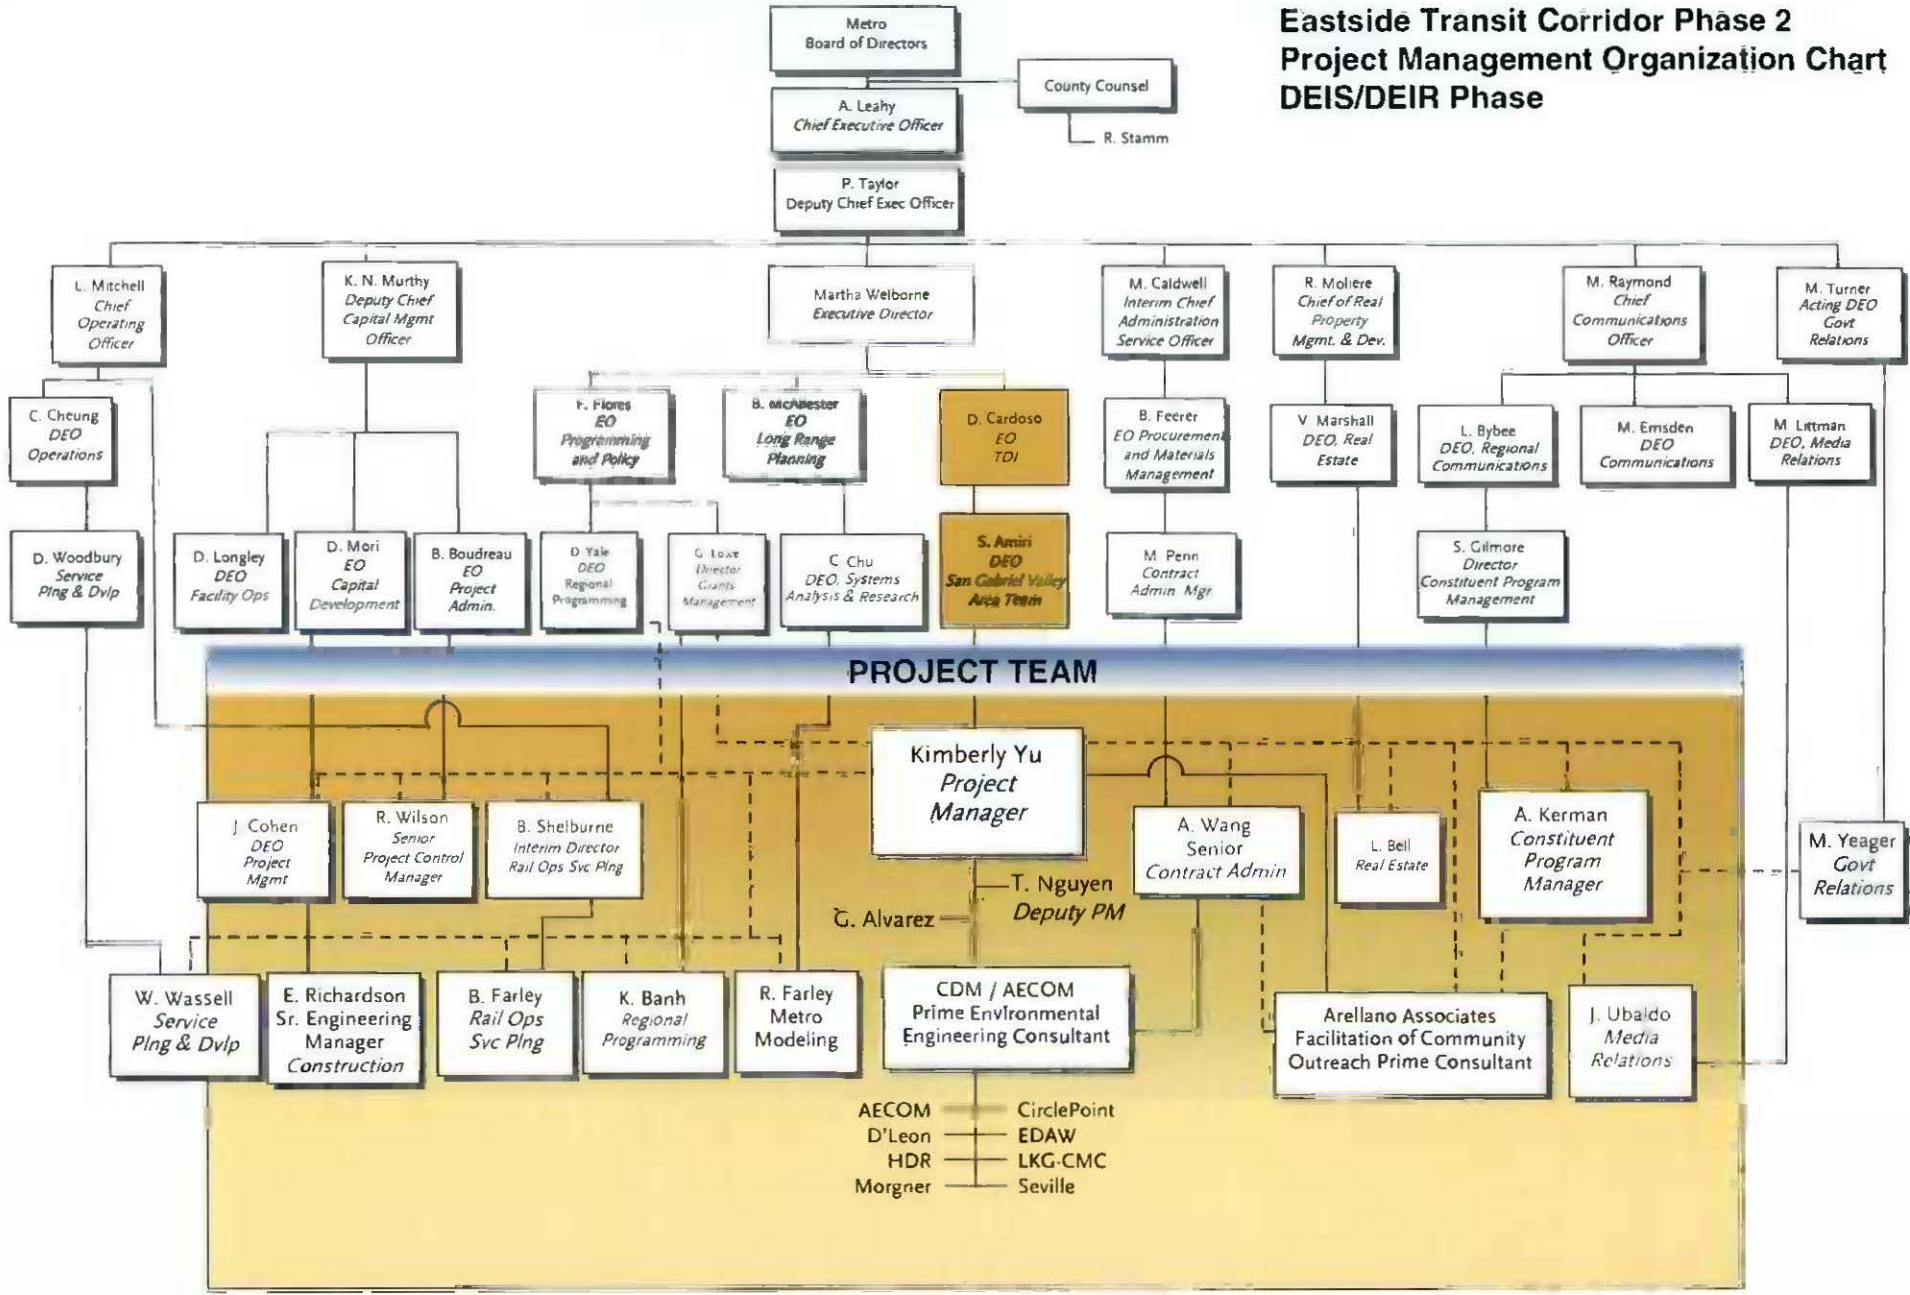 Eastside Transit Corridor Phase 2
Project Management Organization Chart
DEIS/DEIR Phase
Metro
Board of Directors
County Counsel
R. Stamm
A. Leahy
Chief Executive Officer
P. Taylor
Deputy Chief Exec Officer
L. Mitchell
Chief
Operating
Officer
K. N. Murthy
Deputy Chief
Capital Mgmt
Officer
Martha Welborne
Executive Director
M. Caldwell
Interim Chief
Administration
Service Officer
R. Moliere
Chief of Real
Property
Mgmt. & Dev.
M. Raymond
Chief
Communications
Officer
M. Turner
Acting DEO
Govt
Relations
C. Cheung
DEO
Operations
F. Flores
EO
Programming
and Policy
B. McAllester
EO
Long Range
Planning
D. Cardoso
EO
TDI
B. Feerer
EO Procurement
and Materials
Management
V. Marshall
DEO, Real
Estate
L. Bybee
DEO, Regional
Communications
M. Emsden
DEO
Communications
M. Littman
DEO, Media
Relations
D. Woodbury
Service
Plng & Dvlp
D. Longley
DEO
Facility Ops
D. Mori
EO
Capital
Development
B. Boudreau
EO
Project
Admin.
D. Yale
DEO
Regional
Programming
Director
Grants
Management
C. Chu
DEO, Systems
Analysis & Research
S. Amiri
DEO
San Gabriel Valley
Area Team
M. Penn
Contract
Admin. Mgr
S. Gilmore
Director
Constituent Program
Management
PROJECT TEAM
Kimberly Yu
Project
Manager
J. Cohen
DEO
Project
Mgmt
R. Wilson
Senior
Project Control
Manager
B. Shelburne
Interim Director
Rail Ops Svc Plng
A. Wang
Senior
Contract Admin
L. Bell
Real Estate
A. Kerman
Constituent
Program
Manager
M. Yeager
Govt
Relations
T. Nguyen
Deputy PM
G. Alvarez
W. Wassell
Service
Plng & Dvlp
E. Richardson
Sr. Engineering
Manager
Construction
B. Farley
Rail Ops
Svc Plng
K. Banh
Regional
Programming
R. Farley
Metro
Modeling
CDM / AECOM
Prime Environmental
Engineering Consultant
Arellano Associates
Facilitation of Community
Outreach Prime Consultant
J. Ubaldo
Media
Relations
AECOM CirclePoint
D'Leon EDAW
HDR LKG-CMC
Morgner Seville